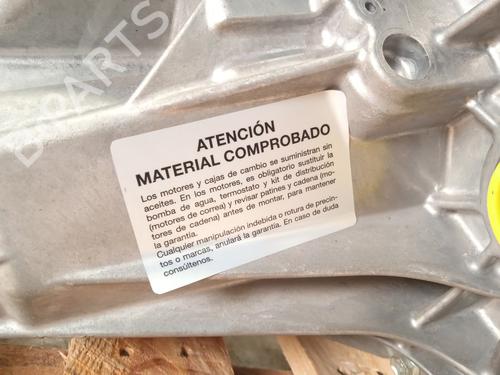 ATENCIÓN
MATERIAL COMPROBADO
Los motores y cajas de cambio se suministran sin
aceites. En los motores, es obligatorio sustituir la
bomba de agua, termostato y kit de distribución
(motores de correa) y revisar patines y cadena (mo-
tores de cadena) antes de montar, para mantener
la garantía.
Cualquier manipulación indebida o rotura de precin-
tos o marcas, anulará la garantía. En caso de duda
consúltenos.